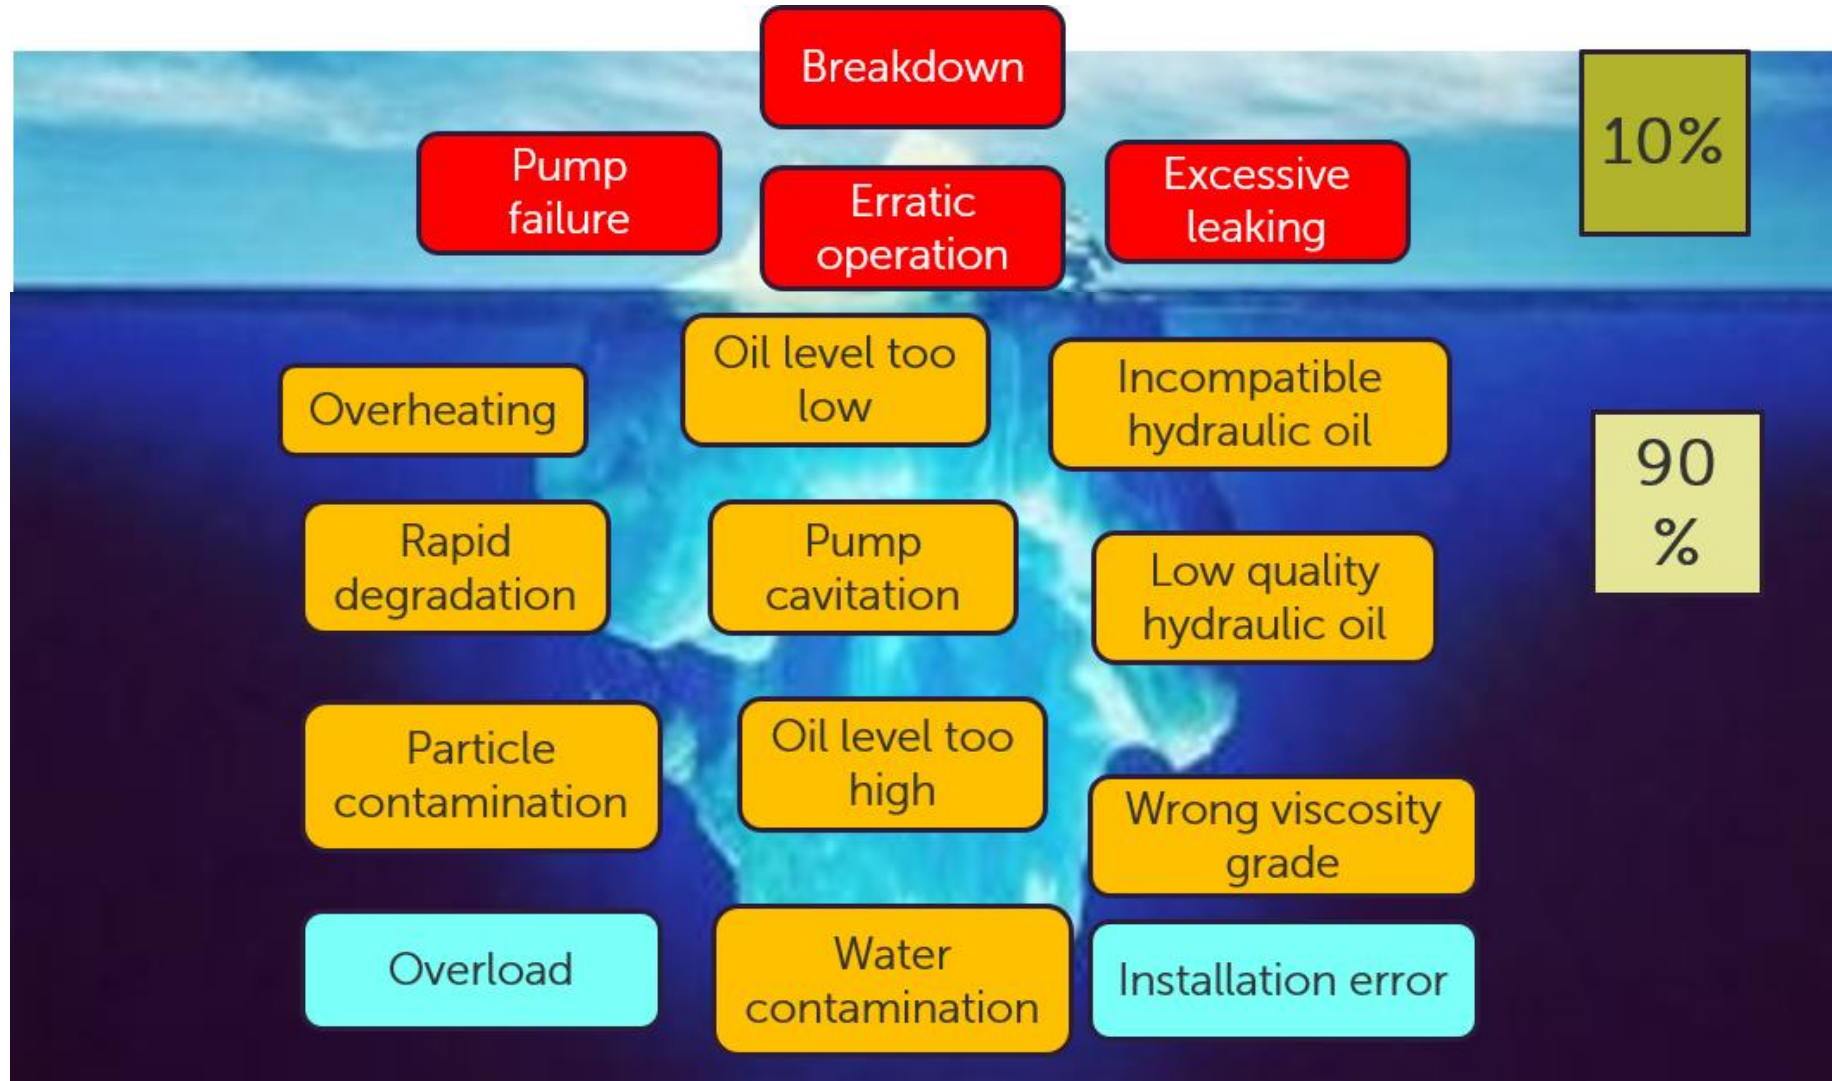 Breakdown
10%
Pump
failure
Erratic
operation
Excessive
leaking
Oil level too
low
Overheating
Incompatible
hydraulic oil
90
%
Rapid
degradation
Pump
cavitation
Low quality
hydraulic oil
Particle
contamination
Oil level too
high
Wrong viscosity
grade
Overload
Water
contamination
Installation error